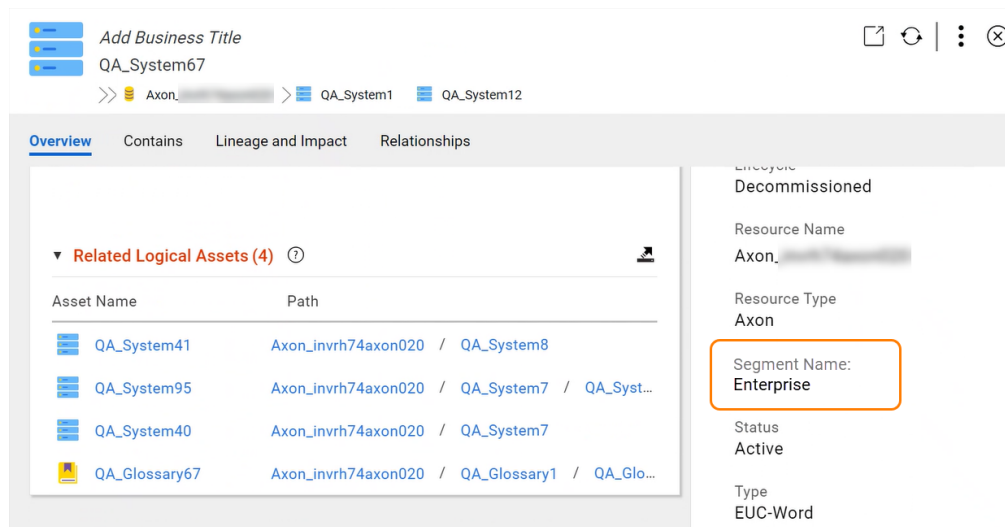 Add Business Title
QA_System67
Axon_ QA_System1 QA_System12
Overview Contains Lineage and Impact Relationships
Related Logical Assets (4)
Asset Name Path
QA_System41 Axon_invrh74axon020 / QA_System8
QA_System95 Axon_invrh74axon020 / QA_System7 / QA_Syst...
QA_System40 Axon_invrh74axon020 / QA_System7
QA_Glossary67 Axon_invrh74axon020 / QA_Glossary1 / QA_Glo...
Lifecycle
Decommissioned
Resource Name
Axon_
Resource Type
Axon
Segment Name:
Enterprise
Status
Active
Type
EUC-Word